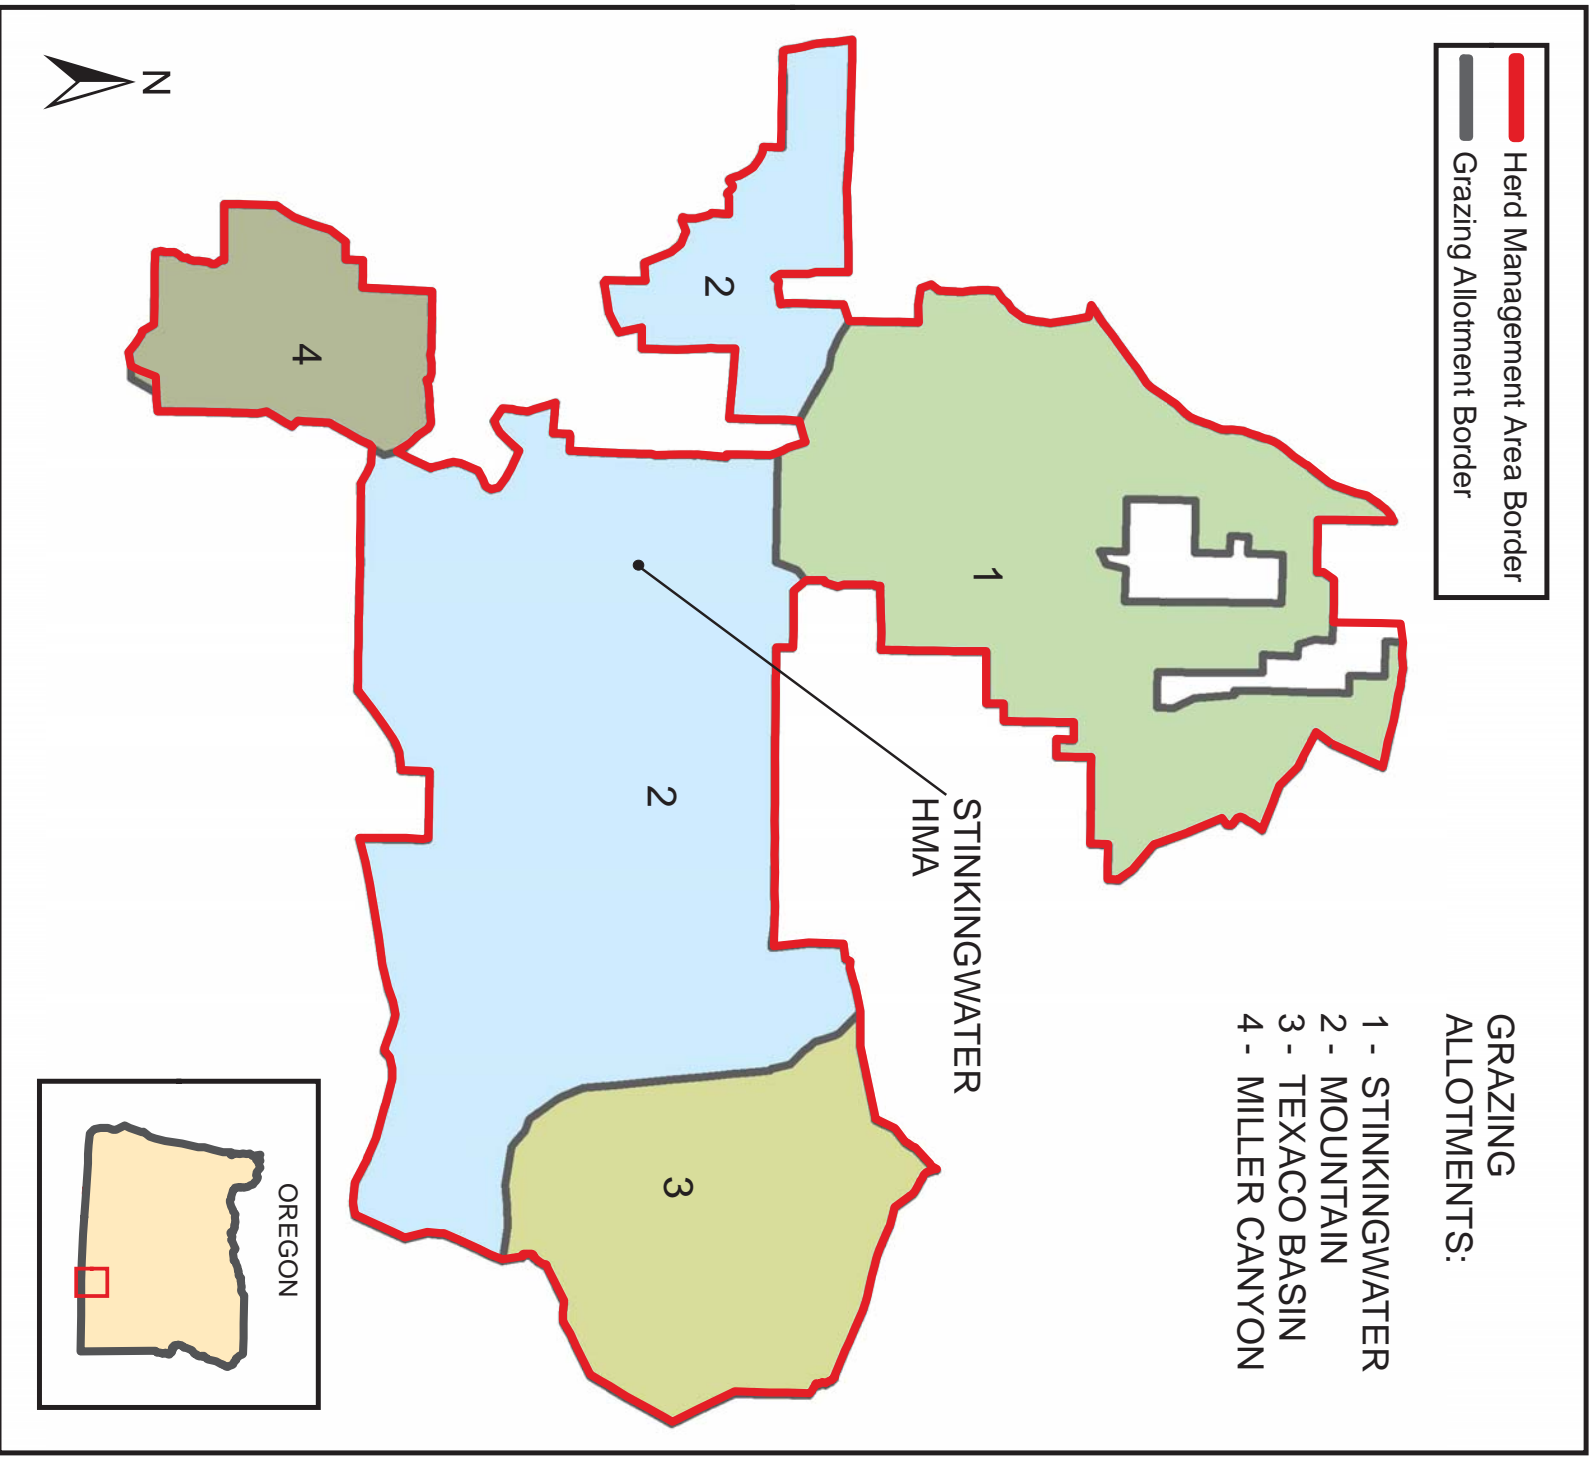 Herd Management Area Border
Grazing Allotment Border
N
1
2
2
3
4
STINKINGWATER
HMA
GRAZING
ALLOTMENTS:
1 - STINKINGWATER
2 - MOUNTAIN
3 - TEXACO BASIN
4 - MILLER CANYON
OREGON